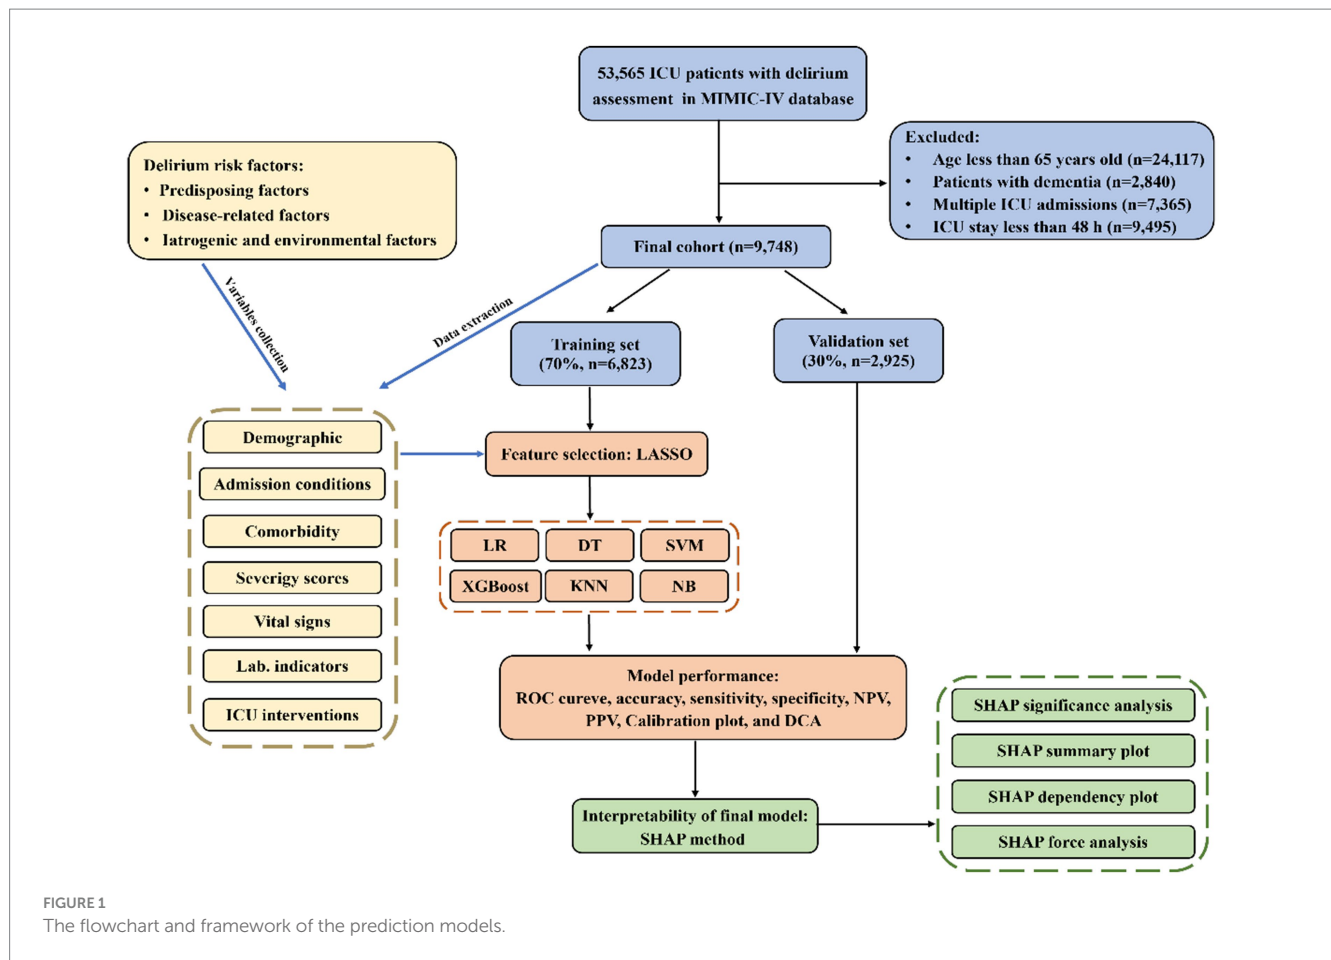 53,565 ICU patients with delirium
assessment in MIMIC-IV database
Excluded:
• Age less than 65 years old (n=24,117)
• Patients with dementia (n=2,840)
• Multiple ICU admissions (n=7,365)
• ICU stay less than 48 h (n=9,495)
Delirium risk factors:
• Predisposing factors
• Disease-related factors
• Iatrogenic and environmental factors
Final cohort (n=9,748)
Variables collection
Data extraction
Training set
(70%, n=6,823)
Validation set
(30%, n=2,925)
Demographic
Admission conditions
Comorbidity
Severigy scores
Vital signs
Lab. indicators
ICU interventions
Feature selection: LASSO
LR
DT
SVM
XGBoost
KNN
NB
Model performance:
ROC cureve, accuracy, sensitivity, specificity, NPV,
PPV, Calibration plot, and DCA
Interpretability of final model:
SHAP method
SHAP significance analysis
SHAP summary plot
SHAP dependency plot
SHAP force analysis
FIGURE 1
The flowchart and framework of the prediction models.